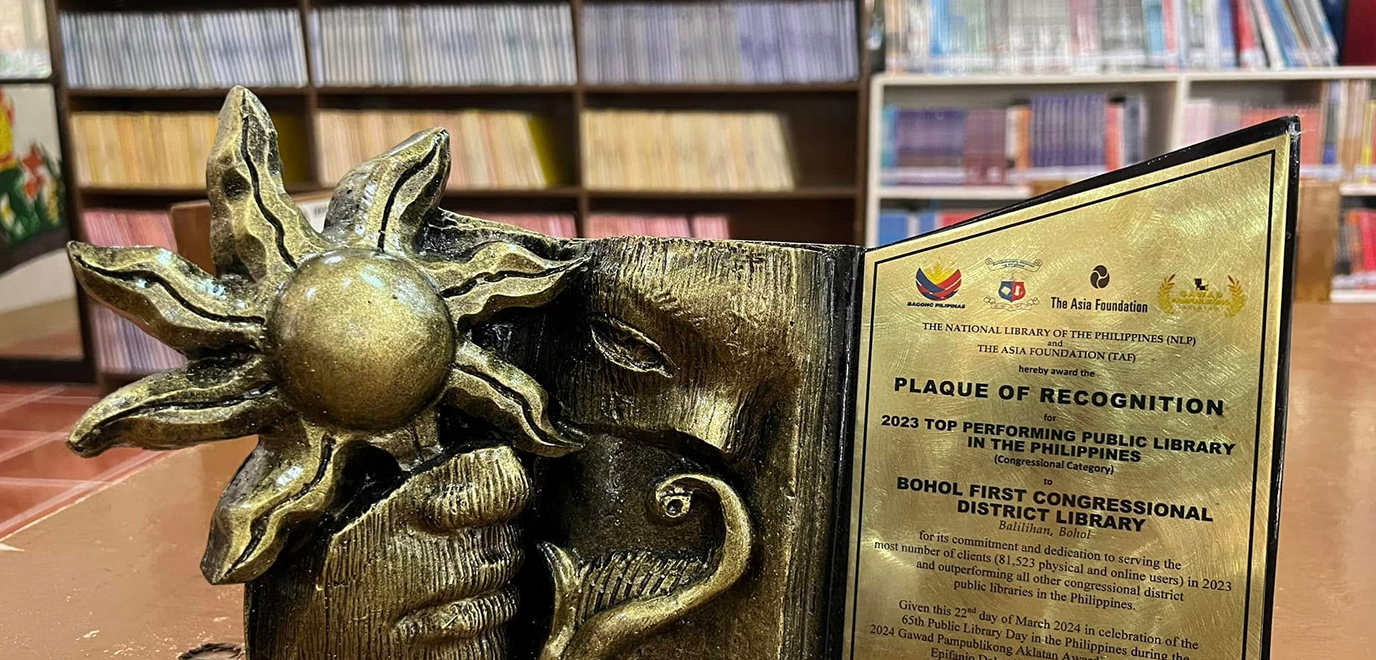 BAGONG PILIPINAS
The Asia Foundation
GAWAD
THE NATIONAL LIBRARY OF THE PHILIPPINES (NLP)
and
THE ASIA FOUNDATION (TAF)
hereby award the
PLAQUE OF RECOGNITION
for
2023 TOP PERFORMING PUBLIC LIBRARY
IN THE PHILIPPINES
(Congressional Category)
to
BOHOL FIRST CONGRESSIONAL
DISTRICT LIBRARY
Balilihan, Bohol
for its commitment and dedication to serving the
most number of clients (81,523 physical and online users) in 2023
and outperforming all other congressional district
public libraries in the Philippines.
Given this 22nd day of March 2024 in celebration of the
65th Public Library Day in the Philippines during the
2024 Gawad Pampublikong Aklatan
Epifanio